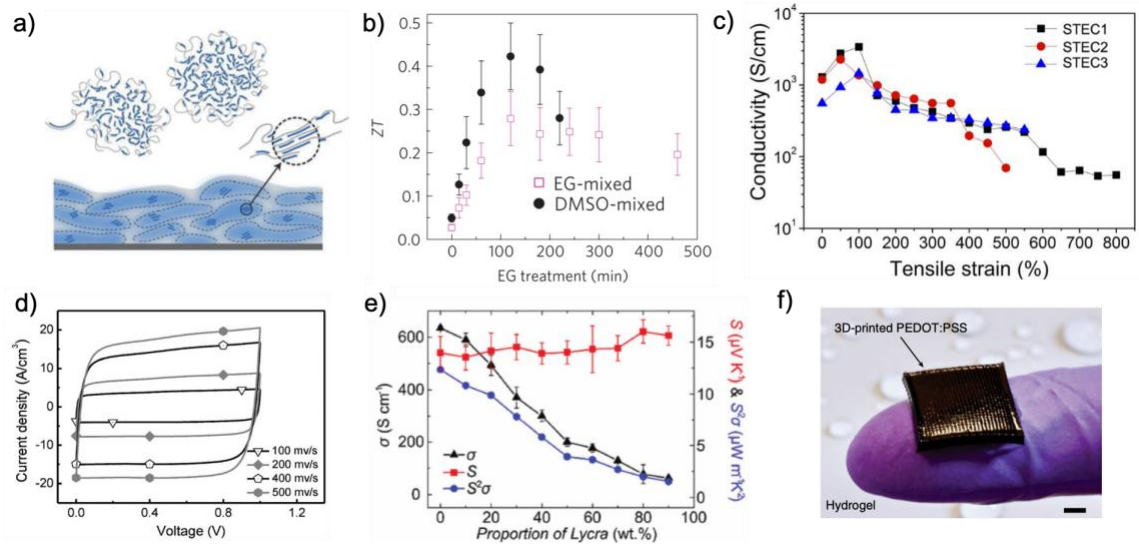 a)
b)
ZT
0.5
0.4
0.3
0.2
0.1
0.0
EG-mixed
DMSO-mixed
0 100 200 300 400 500
EG treatment (min)
c)
Conductivity (S/cm)
10⁴
10³
10²
10¹
STEC1
STEC2
STEC3
0 100 200 300 400 500 600 700 800
Tensile strain (%)
d)
Current density (A/cm³)
20
10
0
-10
-20
100 mv/s
200 mv/s
400 mv/s
500 mv/s
0.0 0.4 0.8 1.2
Voltage (V)
e)
σ (S cm⁻¹)
600
400
200
0
σ
S
S²σ
15
10
5
0
S (μV K⁻¹) & S²σ (μW m⁻¹K⁻²)
0 20 40 60 80 100
Proportion of Lycra (wt.%)
f)
3D-printed PEDOT:PSS
Hydrogel